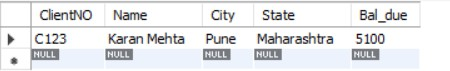 ClientNO Name City State Bal_due
C123 Karan Mehta Pune Maharashtra 5100
NULL NULL NULL NULL NULL